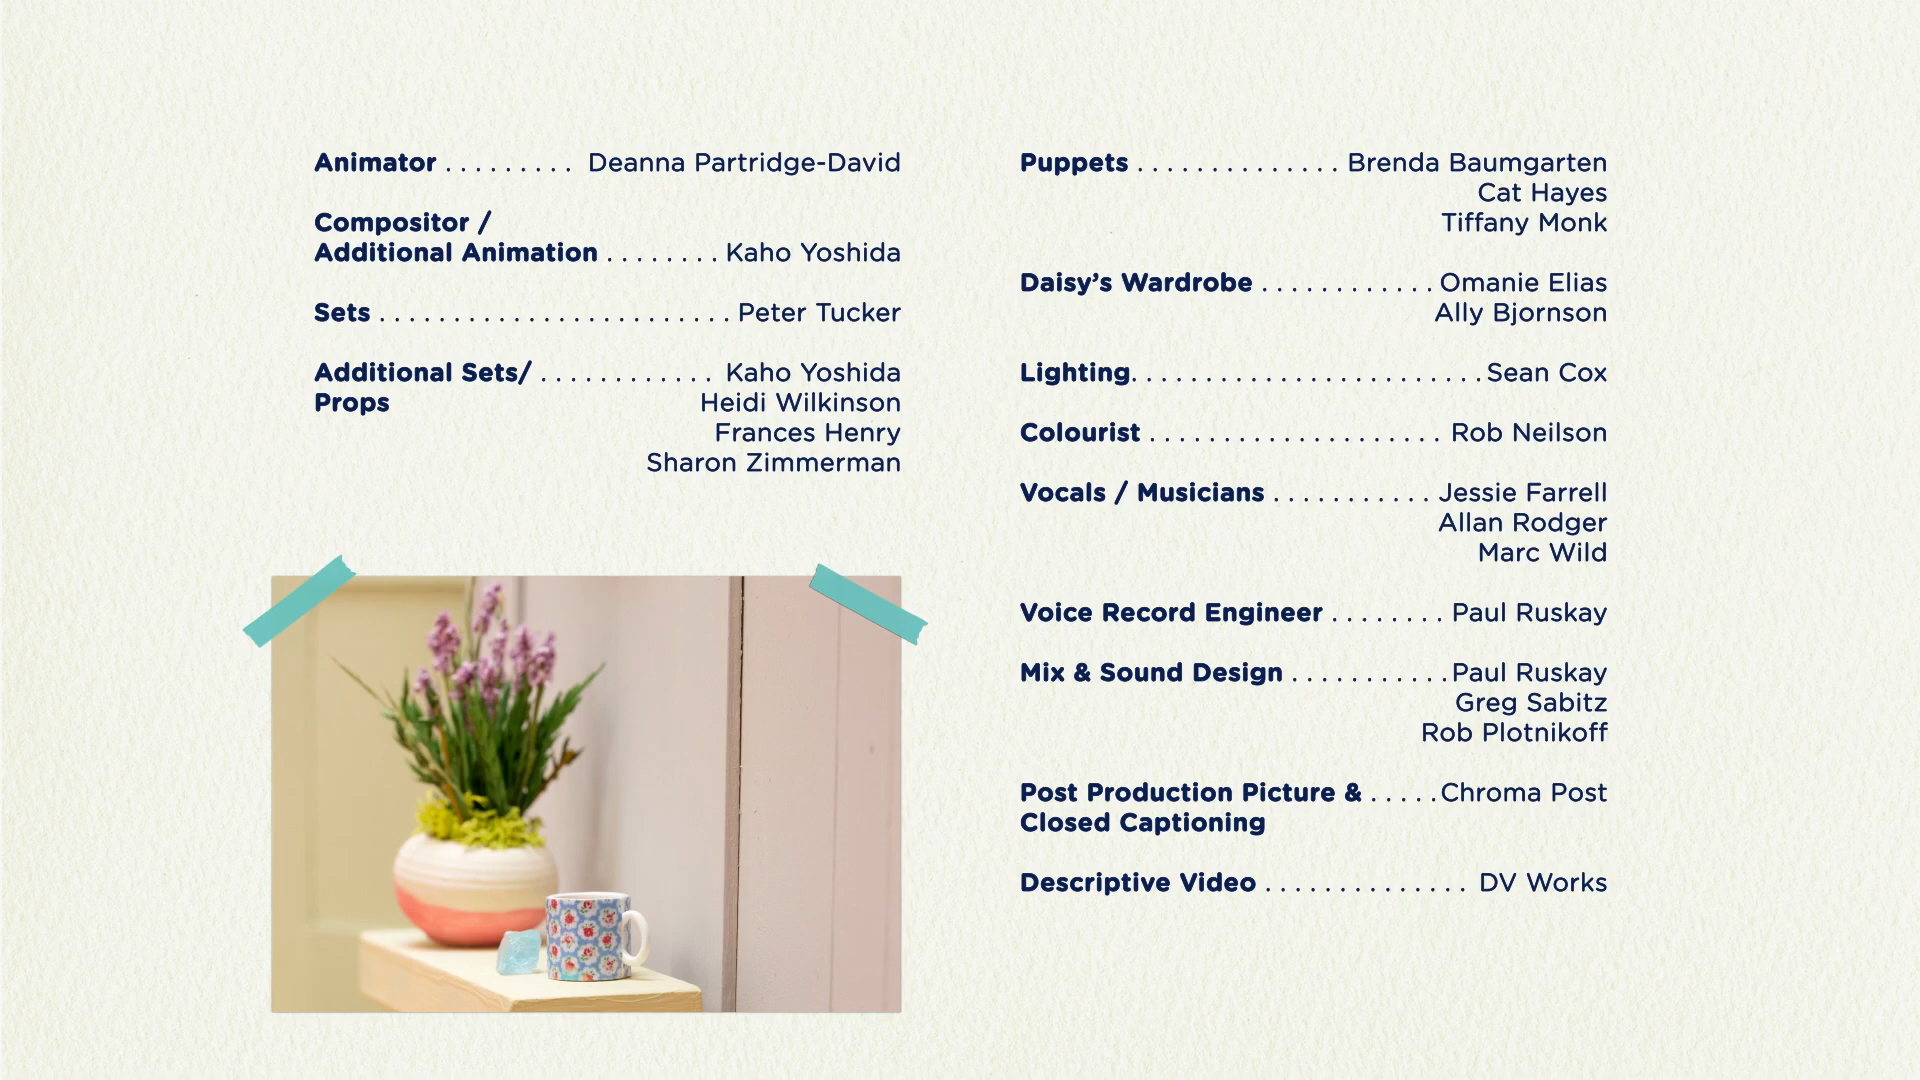 Animator . . . . . . . . . Deanna Partridge-David
Compositor /
Additional Animation . . . . . . . . Kaho Yoshida
Sets . . . . . . . . . . . . . . . . . . . . . . . . Peter Tucker
Additional Sets/ . . . . . . . . . . . . Kaho Yoshida
Props Heidi Wilkinson
Frances Henry
Sharon Zimmerman
Puppets . . . . . . . . . . . . . . Brenda Baumgarten
Cat Hayes
Tiffany Monk
Daisy’s Wardrobe . . . . . . . . . . . . Omanie Elias
Ally Bjornson
Lighting. . . . . . . . . . . . . . . . . . . . . . . . Sean Cox
Colourist . . . . . . . . . . . . . . . . . . . . Rob Neilson
Vocals / Musicians . . . . . . . . . . . Jessie Farrell
Allan Rodger
Marc Wild
Voice Record Engineer . . . . . . . . Paul Ruskay
Mix & Sound Design . . . . . . . . . . . Paul Ruskay
Greg Sabitz
Rob Plotnikoff
Post Production Picture & . . . . . Chroma Post
Closed Captioning
Descriptive Video . . . . . . . . . . . . . . DV Works